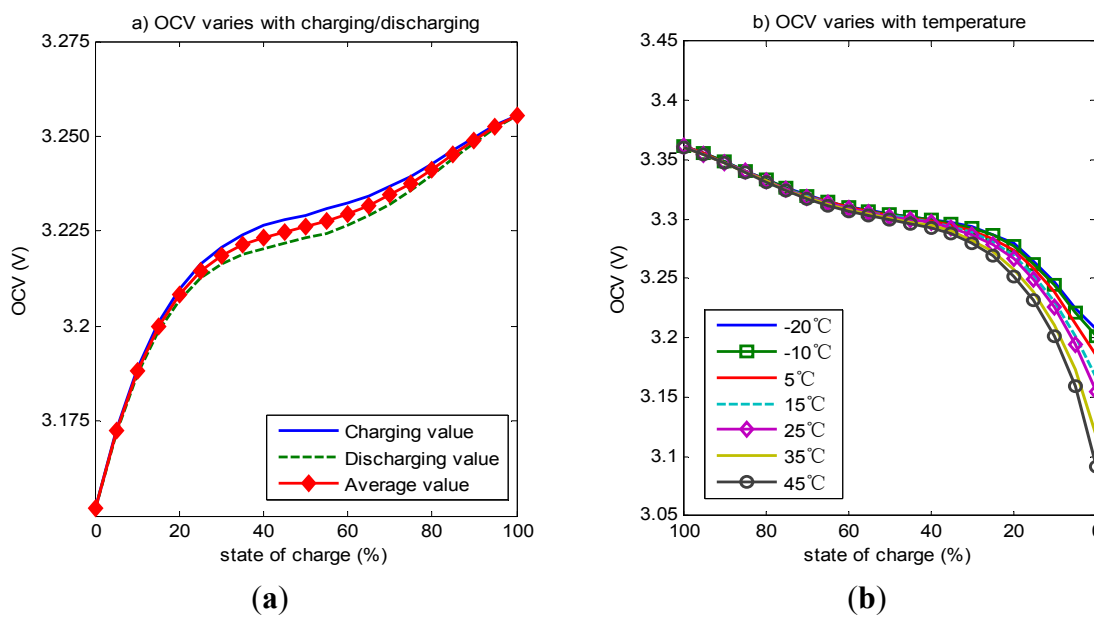 a) OCV varies with charging/discharging
3.275
3.250
3.225
3.2
3.175
OCV (V)
0
20
40
60
80
100
state of charge (%)
Charging value
Discharging value
Average value
(a)
b) OCV varies with temperature
3.45
3.4
3.35
3.3
3.25
3.2
3.15
3.1
3.05
OCV (V)
100
80
60
40
20
state of charge (%)
-20℃
-10℃
5℃
15℃
25℃
35℃
45℃
(b)